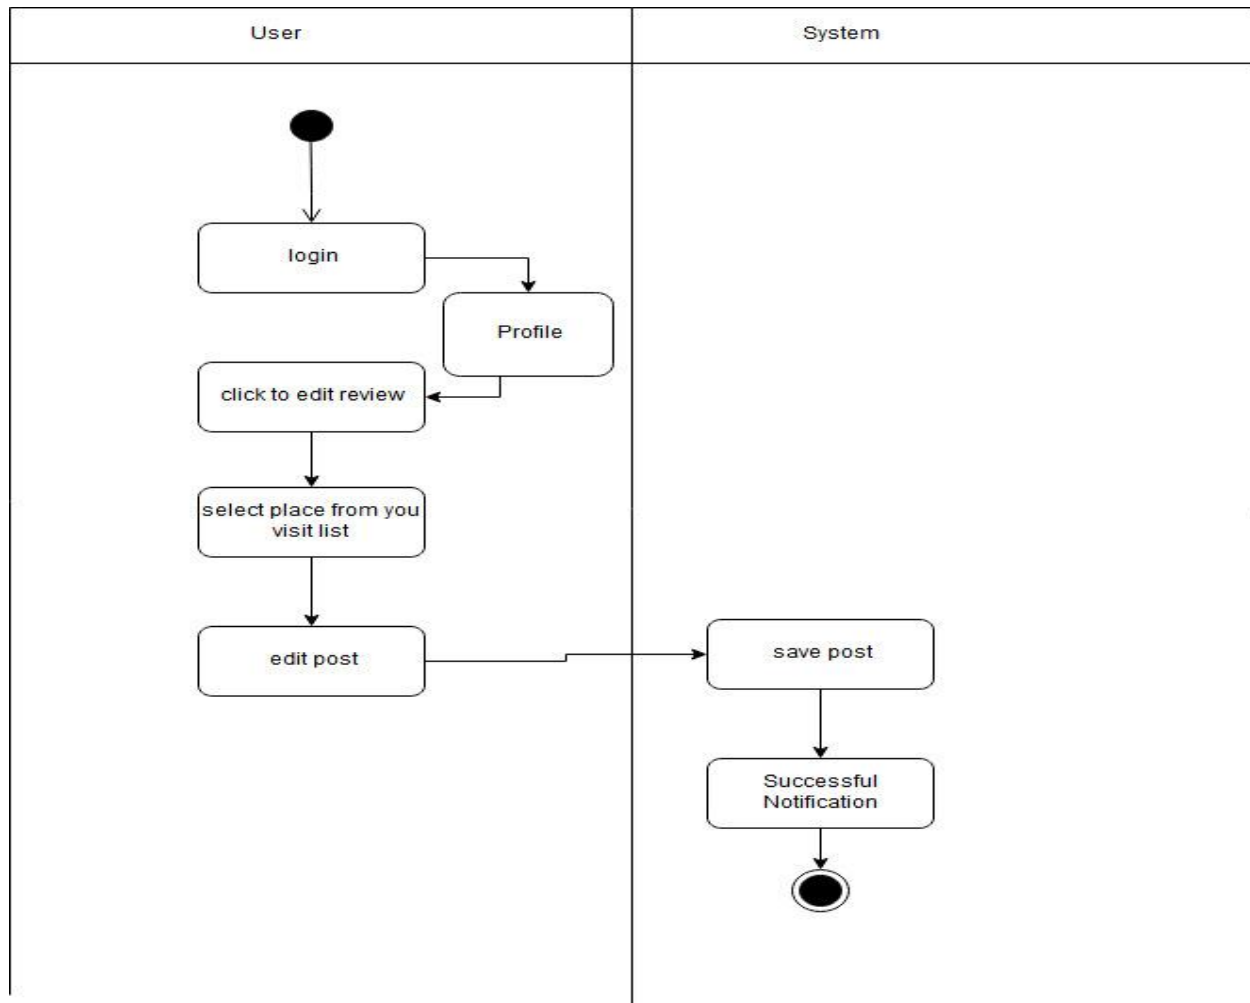 User
System
login
Profile
click to edit review
select place from you
visit list
edit post
save post
Successful
Notification